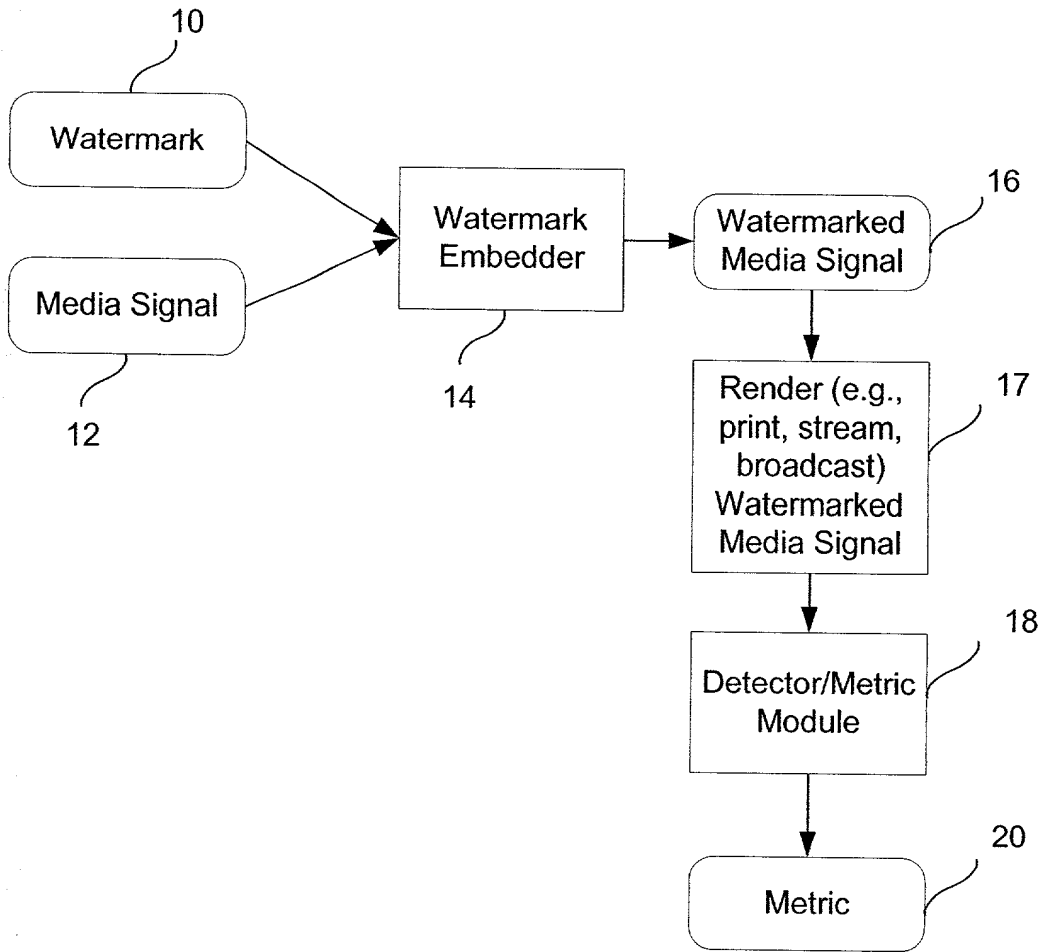 10
Watermark
Media Signal
12
Watermark
Embedder
14
16
Watermarked
Media Signal
17
Render (e.g.,
print, stream,
broadcast)
Watermarked
Media Signal
18
Detector/Metric
Module
20
Metric